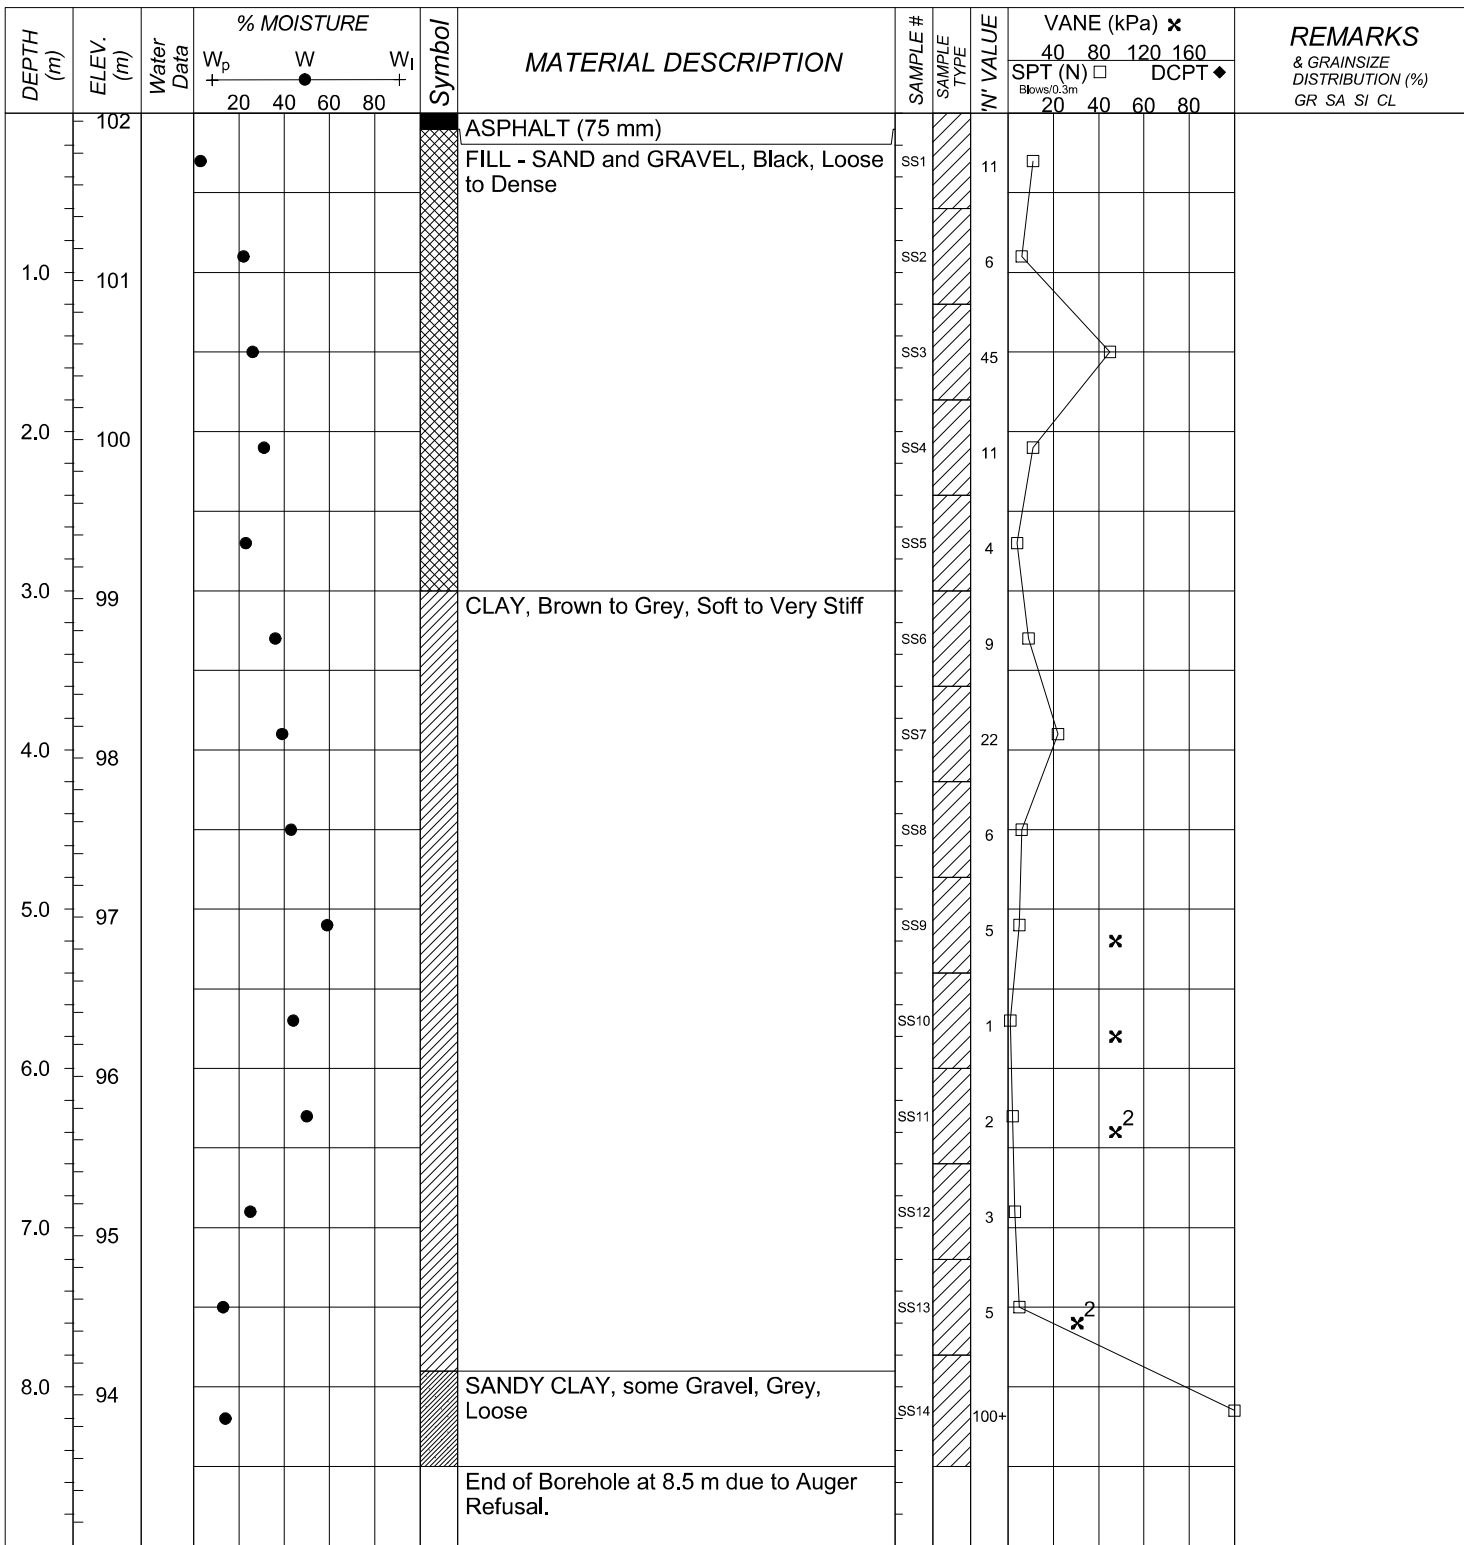 DEPTH (m)
ELEV. (m)
Water Data
% MOISTURE
Wp W Wl
20 40 60 80
Symbol
MATERIAL DESCRIPTION
SAMPLE #
SAMPLE TYPE
'N' VALUE
VANE (kPa)
40 80 120 160
SPT (N) DCPT
Blows/0.3m
20 40 60 80
REMARKS
& GRAINSIZE
DISTRIBUTION (%)
GR SA SI CL
102
ASPHALT (75 mm)
FILL - SAND and GRAVEL, Black, Loose
to Dense
SS1 11
SS2 6
1.0 101
SS3 45
2.0 100
SS4 11
SS5 4
3.0 99
CLAY, Brown to Grey, Soft to Very Stiff
SS6 9
SS7 22
4.0 98
SS8 6
5.0 97
SS9 5
SS10 1
6.0 96
SS11 2 2
SS12 3
7.0 95
SS13 5 2
8.0 94
SANDY CLAY, some Gravel, Grey,
Loose
SS14 100+
End of Borehole at 8.5 m due to Auger
Refusal.